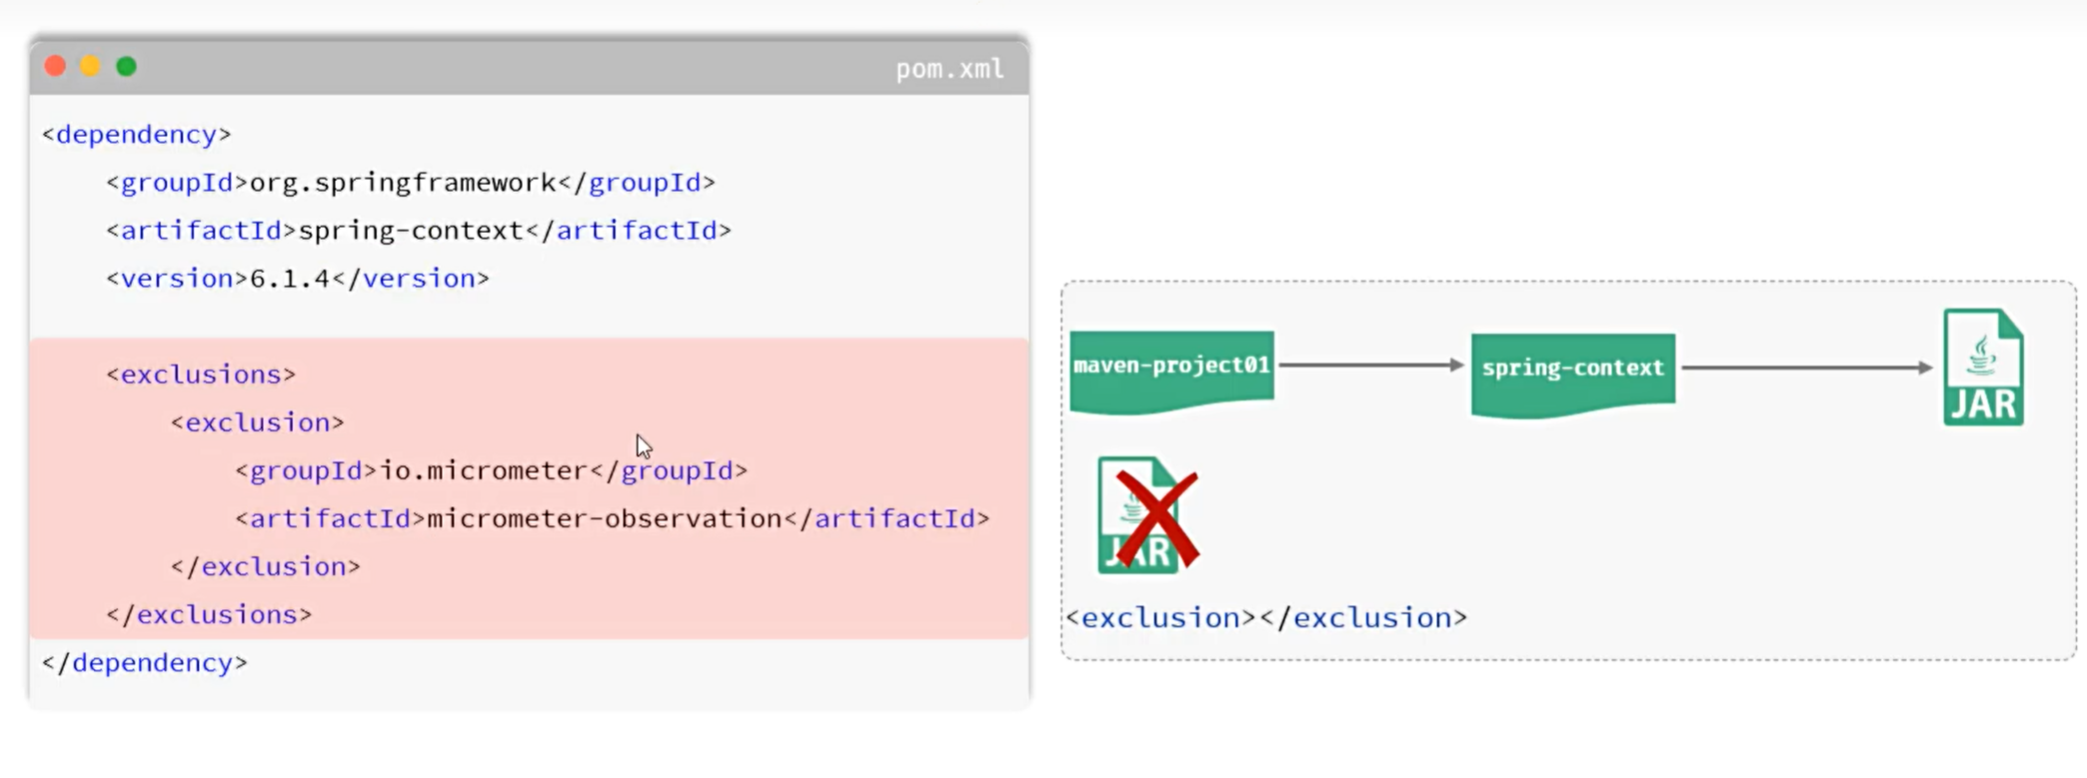 pom.xml
<dependency>
    <groupId>org.springframework</groupId>
    <artifactId>spring-context</artifactId>
    <version>6.1.4</version>
    <exclusions>
        <exclusion>
            <groupId>io.micrometer</groupId>
            <artifactId>micrometer-observation</artifactId>
        </exclusion>
    </exclusions>
</dependency>
maven-project01
spring-context
JAR
JAR
<exclusion></exclusion>